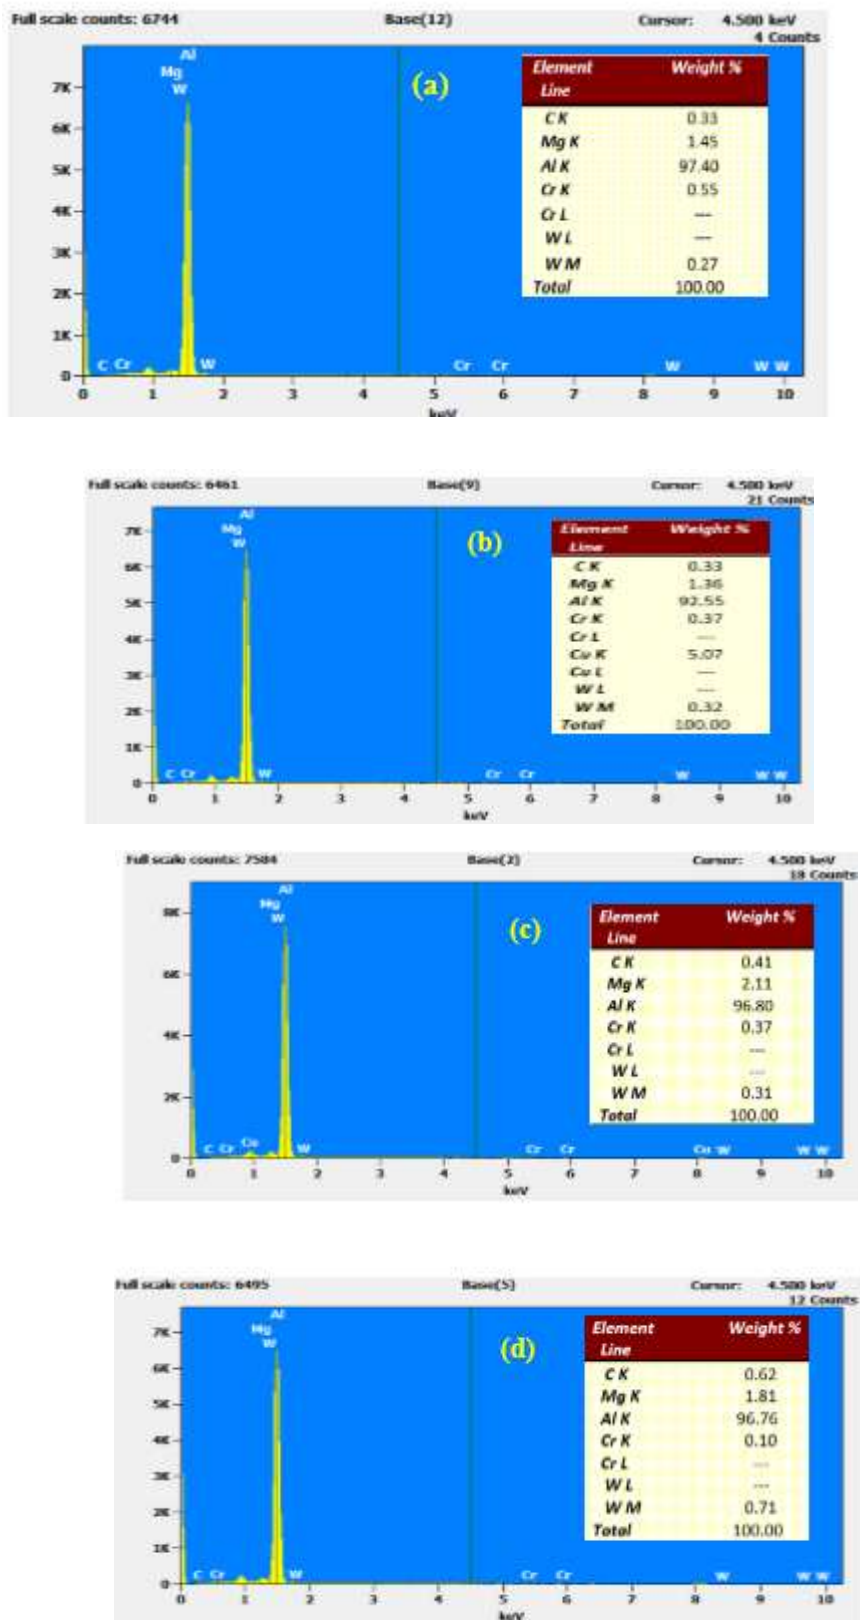 Full scale counts: 6744 Base(12) Cursor: 4.500 keV
4 Counts
Al
Mg
W
7K
6K
5K
4K
3K
2K
1K
0
(a)
Element Line Weight %
C K 0.33
Mg K 1.45
Al K 97.40
Cr K 0.55
Cr L ---
W L ---
W M 0.27
Total 100.00
C Cr W Cr Cr W W W
0 1 2 3 4 5 6 7 8 9 10
keV
Full scale counts: 6461 Base(9) Cursor: 4.500 keV
21 Counts
Al
Mg
W
7K
6K
5K
4K
3K
2K
1K
0
(b)
Element Line Weight %
C K 0.33
Mg K 1.36
Al K 92.55
Cr K 0.37
Cr L ---
Cu K 5.07
Cu L ---
W L ---
W M 0.32
Total 100.00
C Cr W Cr Cr W W W
0 1 2 3 4 5 6 7 8 9 10
keV
Full scale counts: 7584 Base(2) Cursor: 4.500 keV
18 Counts
Al
Mg
W
8K
6K
4K
2K
0
(c)
Element Line Weight %
C K 0.41
Mg K 2.11
Al K 96.80
Cr K 0.37
Cr L ---
W L ---
W M 0.31
Total 100.00
C Cr Cu W Cr Cr Cu W W W
0 1 2 3 4 5 6 7 8 9 10
keV
Full scale counts: 6495 Base(5) Cursor: 4.500 keV
12 Counts
Al
Mg
W
7K
6K
5K
4K
3K
2K
1K
0
(d)
Element Line Weight %
C K 0.62
Mg K 1.81
Al K 96.76
Cr K 0.10
Cr L ---
W L ---
W M 0.71
Total 100.00
C Cr W Cr Cr W W W
0 1 2 3 4 5 6 7 8 9 10
keV